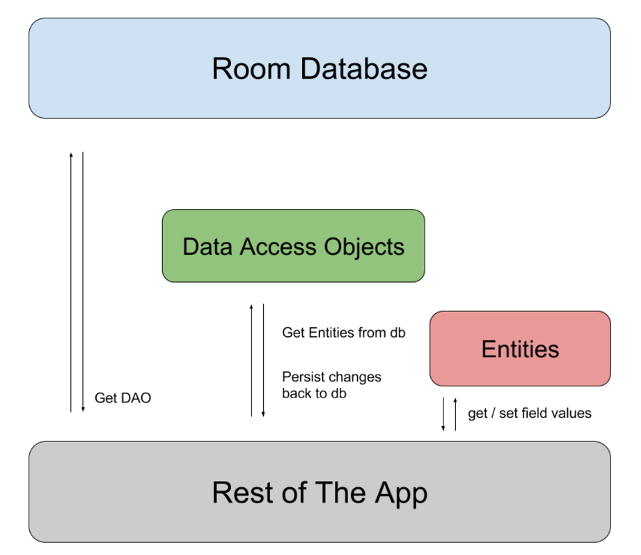 Room Database
Data Access Objects
Get Entities from db
Entities
Persist changes
back to db
Get DAO
get / set field values
Rest of The App